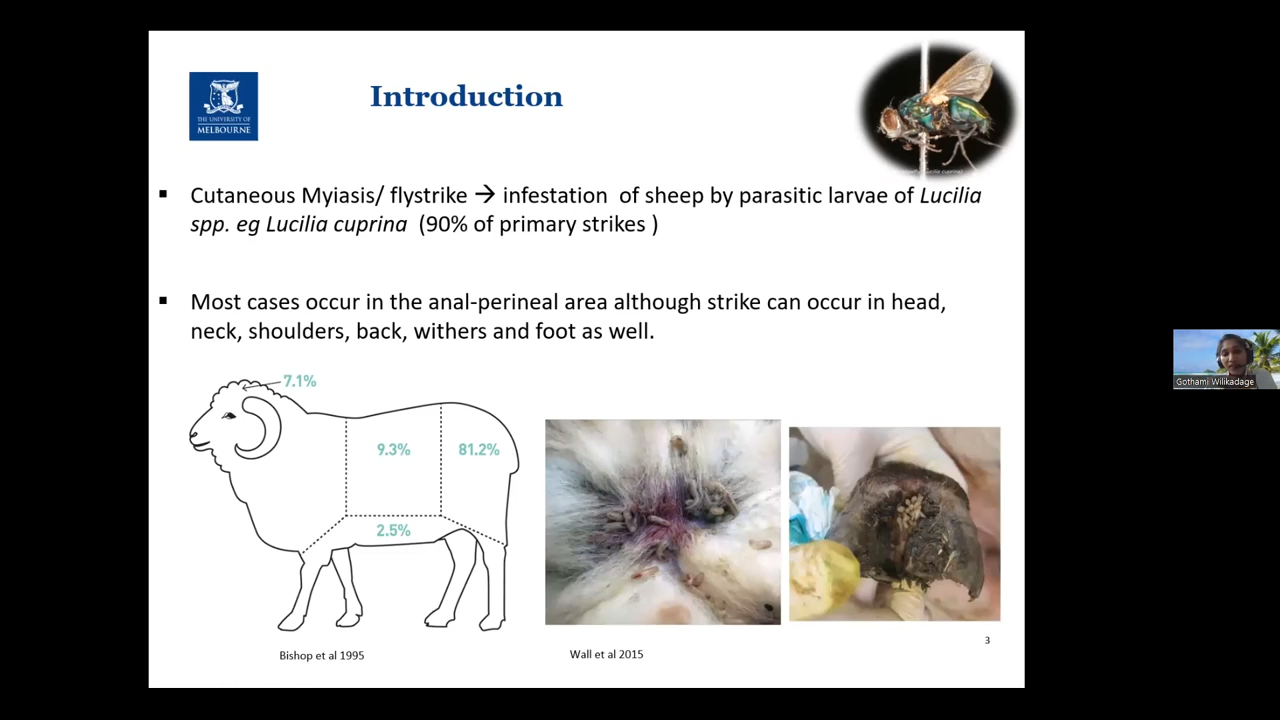 THE UNIVERSITY OF
MELBOURNE
Introduction
Cutaneous Myiasis/ flystrike → infestation of sheep by parasitic larvae of Lucilia
spp. eg Lucilia cuprina (90% of primary strikes )
Most cases occur in the anal-perineal area although strike can occur in head,
neck, shoulders, back, withers and foot as well.
7.1%
9.3%
81.2%
2.5%
Bishop et al 1995
Wall et al 2015
3
Gothami Wilikadage